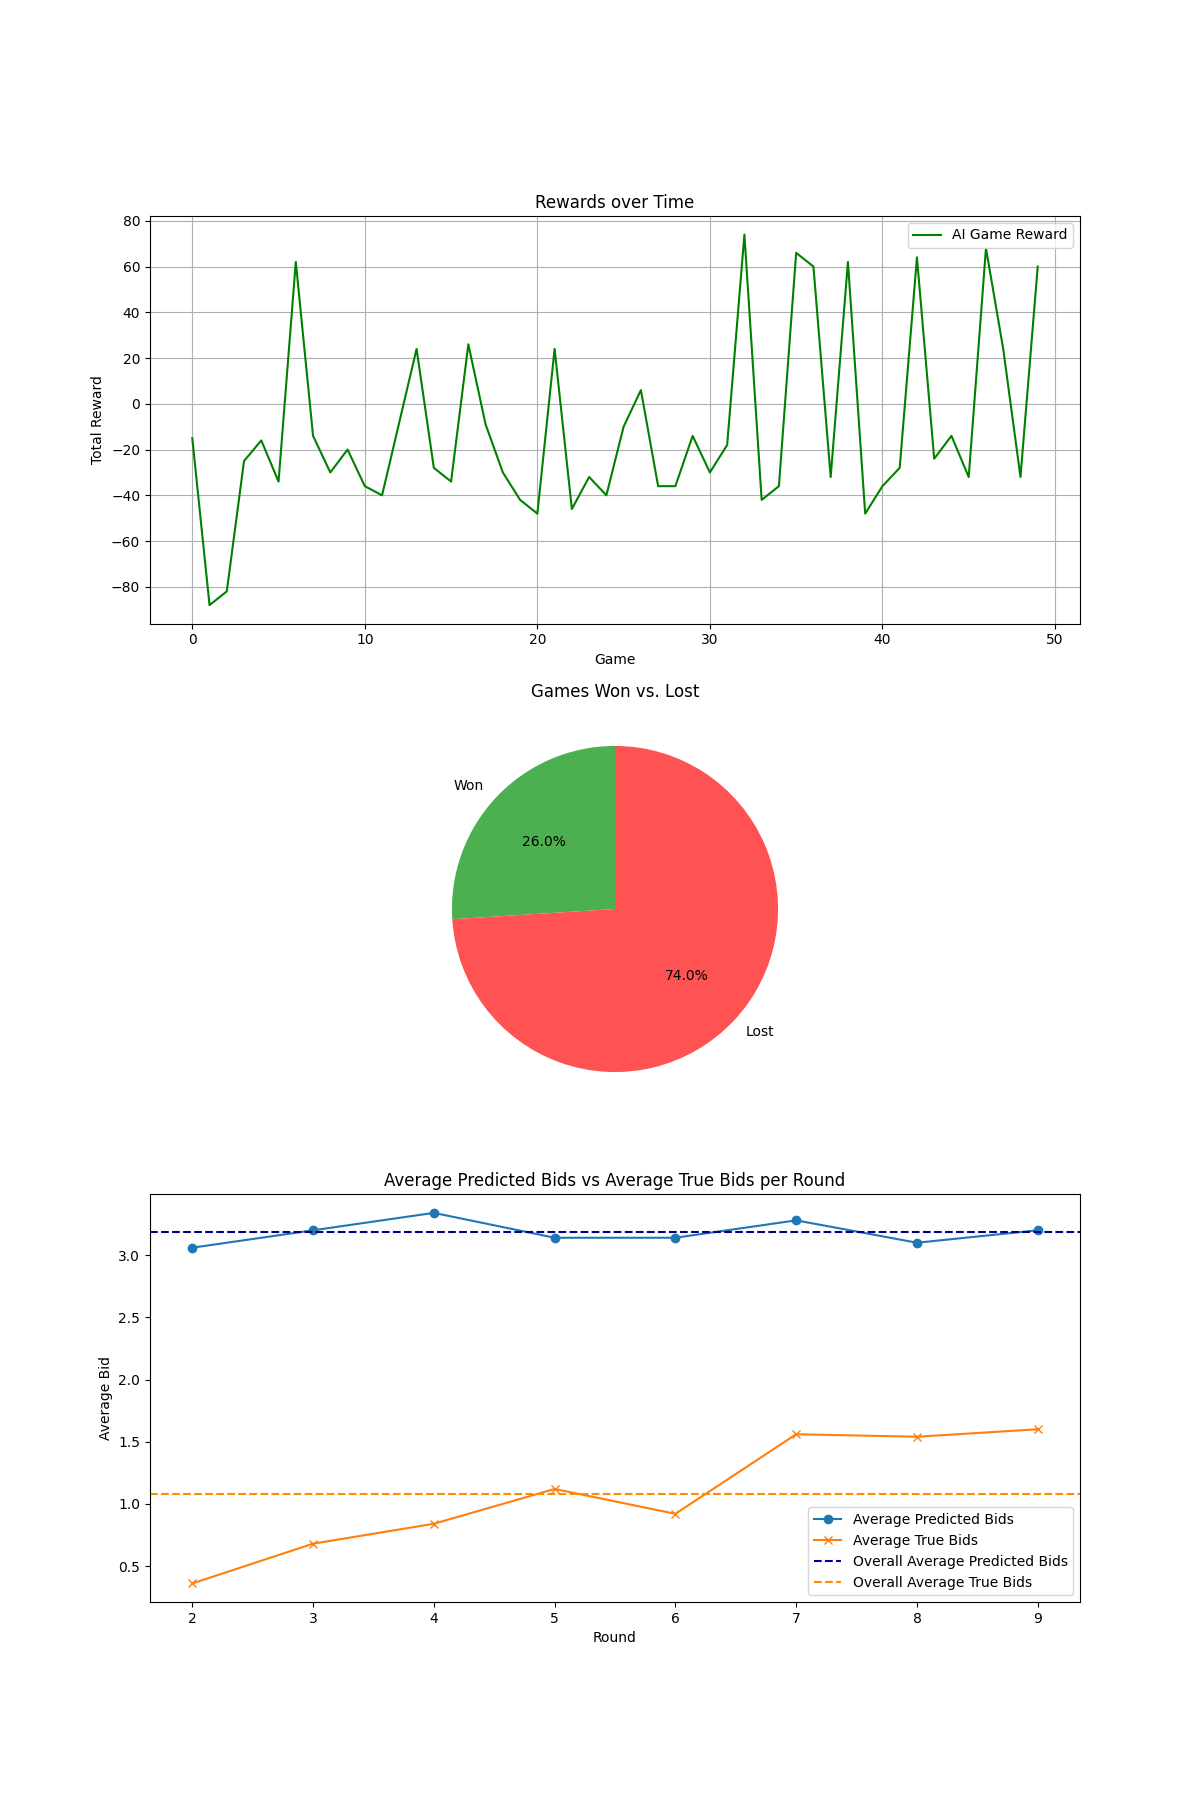 Rewards over Time
80
60
40
20
0
−20
−40
−60
−80
Total Reward
AI Game Reward
0 10 20 30 40 50
Game
Games Won vs. Lost
Won
26.0%
74.0%
Lost
Average Predicted Bids vs Average True Bids per Round
3.0
2.5
2.0
1.5
1.0
0.5
Average Bid
Average Predicted Bids
Average True Bids
Overall Average Predicted Bids
Overall Average True Bids
2 3 4 5 6 7 8 9
Round